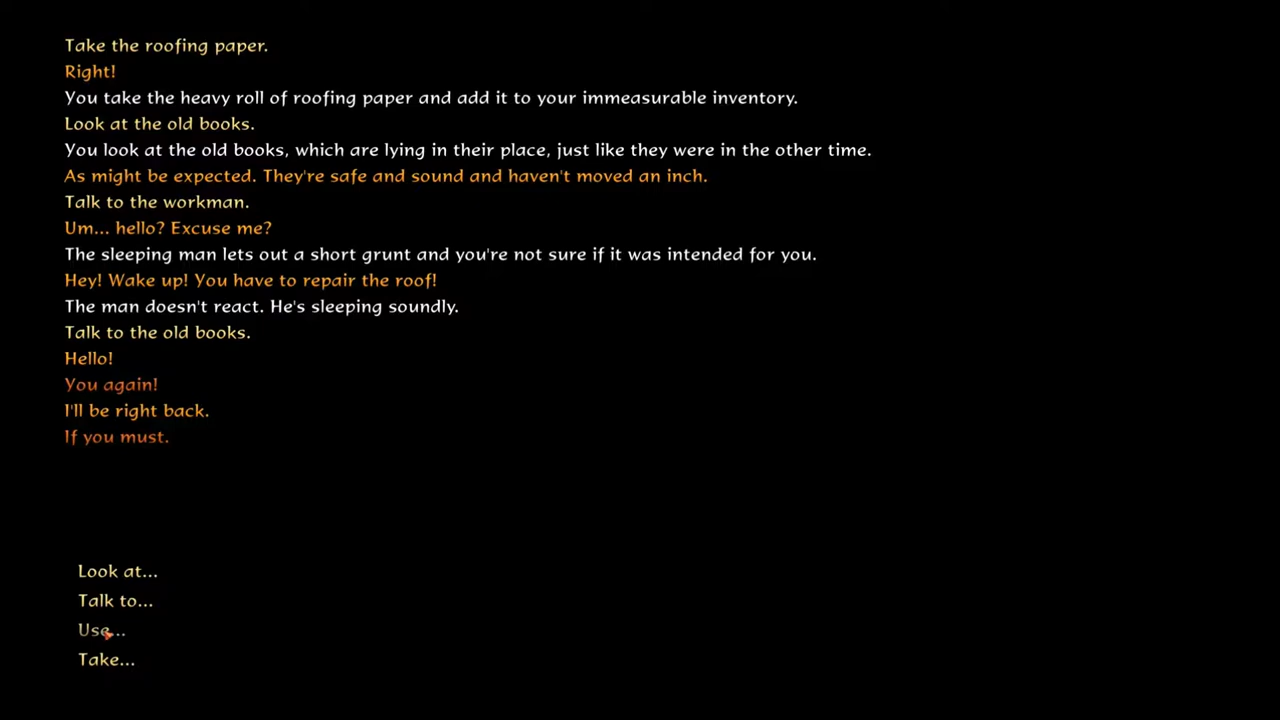 Take the roofing paper.
Right!
You take the heavy roll of roofing paper and add it to your immeasurable inventory.
Look at the old books.
You look at the old books, which are lying in their place, just like they were in the other time.
As might be expected. They're safe and sound and haven't moved an inch.
Talk to the workman.
Um... hello? Excuse me?
The sleeping man lets out a short grunt and you're not sure if it was intended for you.
Hey! Wake up! You have to repair the roof!
The man doesn't react. He's sleeping soundly.
Talk to the old books.
Hello!
You again!
I'll be right back.
If you must.
Look at...
Talk to...
Use...
Take...